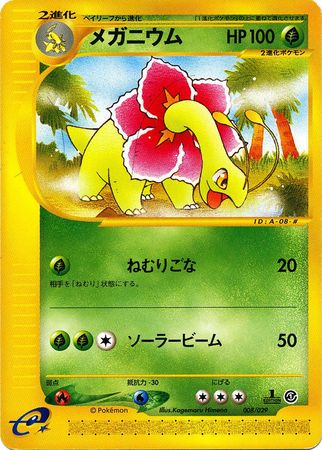 2進化
ベイリーフから進化
メガニウム HP100
2進化ポケモン
ID:A-08-#
ねむりごな 20
相手を「ねむり」状態にする。
ソーラービーム 50
弱点 抵抗力 -30 にげる
©Pokémon Illus.Kagemaru Himeno 008/029
1
EDITION
e